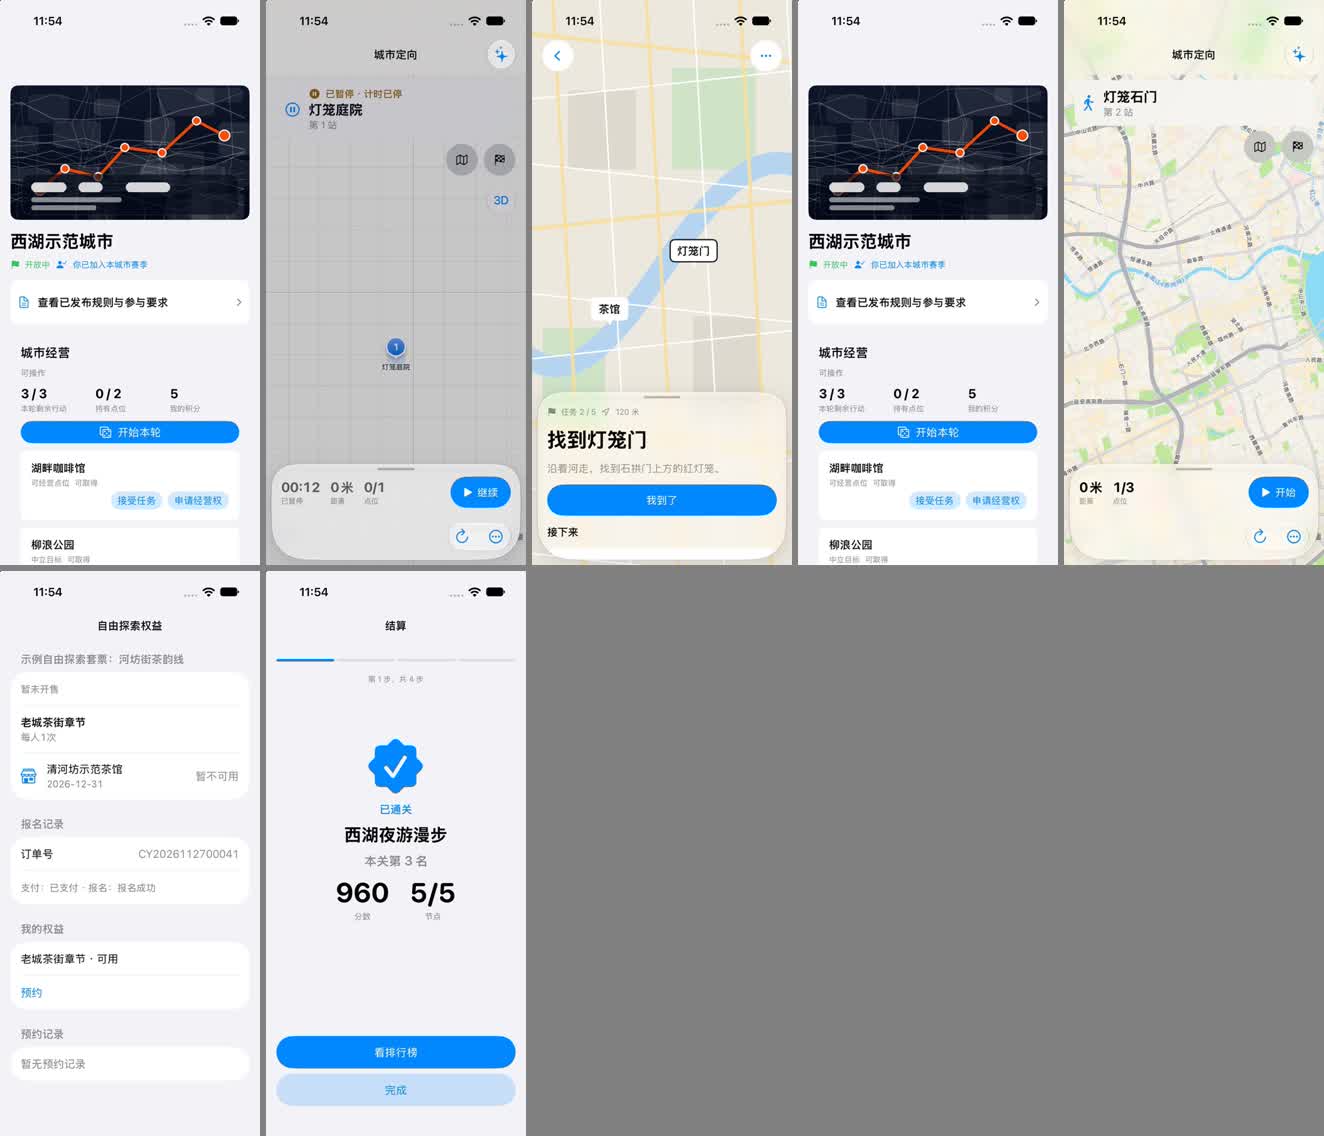 11:54
西湖示范城市
开放中 你已加入本城市赛季
查看已发布规则与参与要求
城市经营
可操作
3 / 3 0 / 2 5
本轮剩余行动 持有点位 我的积分
开始本轮
湖畔咖啡馆
可经营点位 可取得
接受任务 申请经营权
柳浪公园
中立目标 可取得
11:54
城市定向
已暂停 · 计时已停
灯笼庭院
第 1 站
3D
1
灯笼庭院
00:12 0米 0/1
已暂停 距离 点位
继续
11:54
灯笼门
茶馆
任务 2 / 5 120 米
找到灯笼门
沿着河走，找到石拱门上方的红灯笼。
我到了
接下来
11:54
西湖示范城市
开放中 你已加入本城市赛季
查看已发布规则与参与要求
城市经营
可操作
3 / 3 0 / 2 5
本轮剩余行动 持有点位 我的积分
开始本轮
湖畔咖啡馆
可经营点位 可取得
接受任务 申请经营权
柳浪公园
中立目标 可取得
11:54
城市定向
灯笼石门
第 2 站
0米 1/3
距离 点位
开始
11:54
自由探索权益
示例自由探索套票：河坊街茶韵线
暂未开售
老城茶街章节
每人1次
清河坊示范茶馆
2026-12-31
暂不可用
报名记录
订单号 CY2026112700041
支付：已支付 · 报名：报名成功
我的权益
老城茶街章节 · 可用
预约
预约记录
暂无预约记录
11:54
结算
第 1 步，共 4 步
已通关
西湖夜游漫步
本关第 3 名
960 5/5
分数 节点
看排行榜
完成